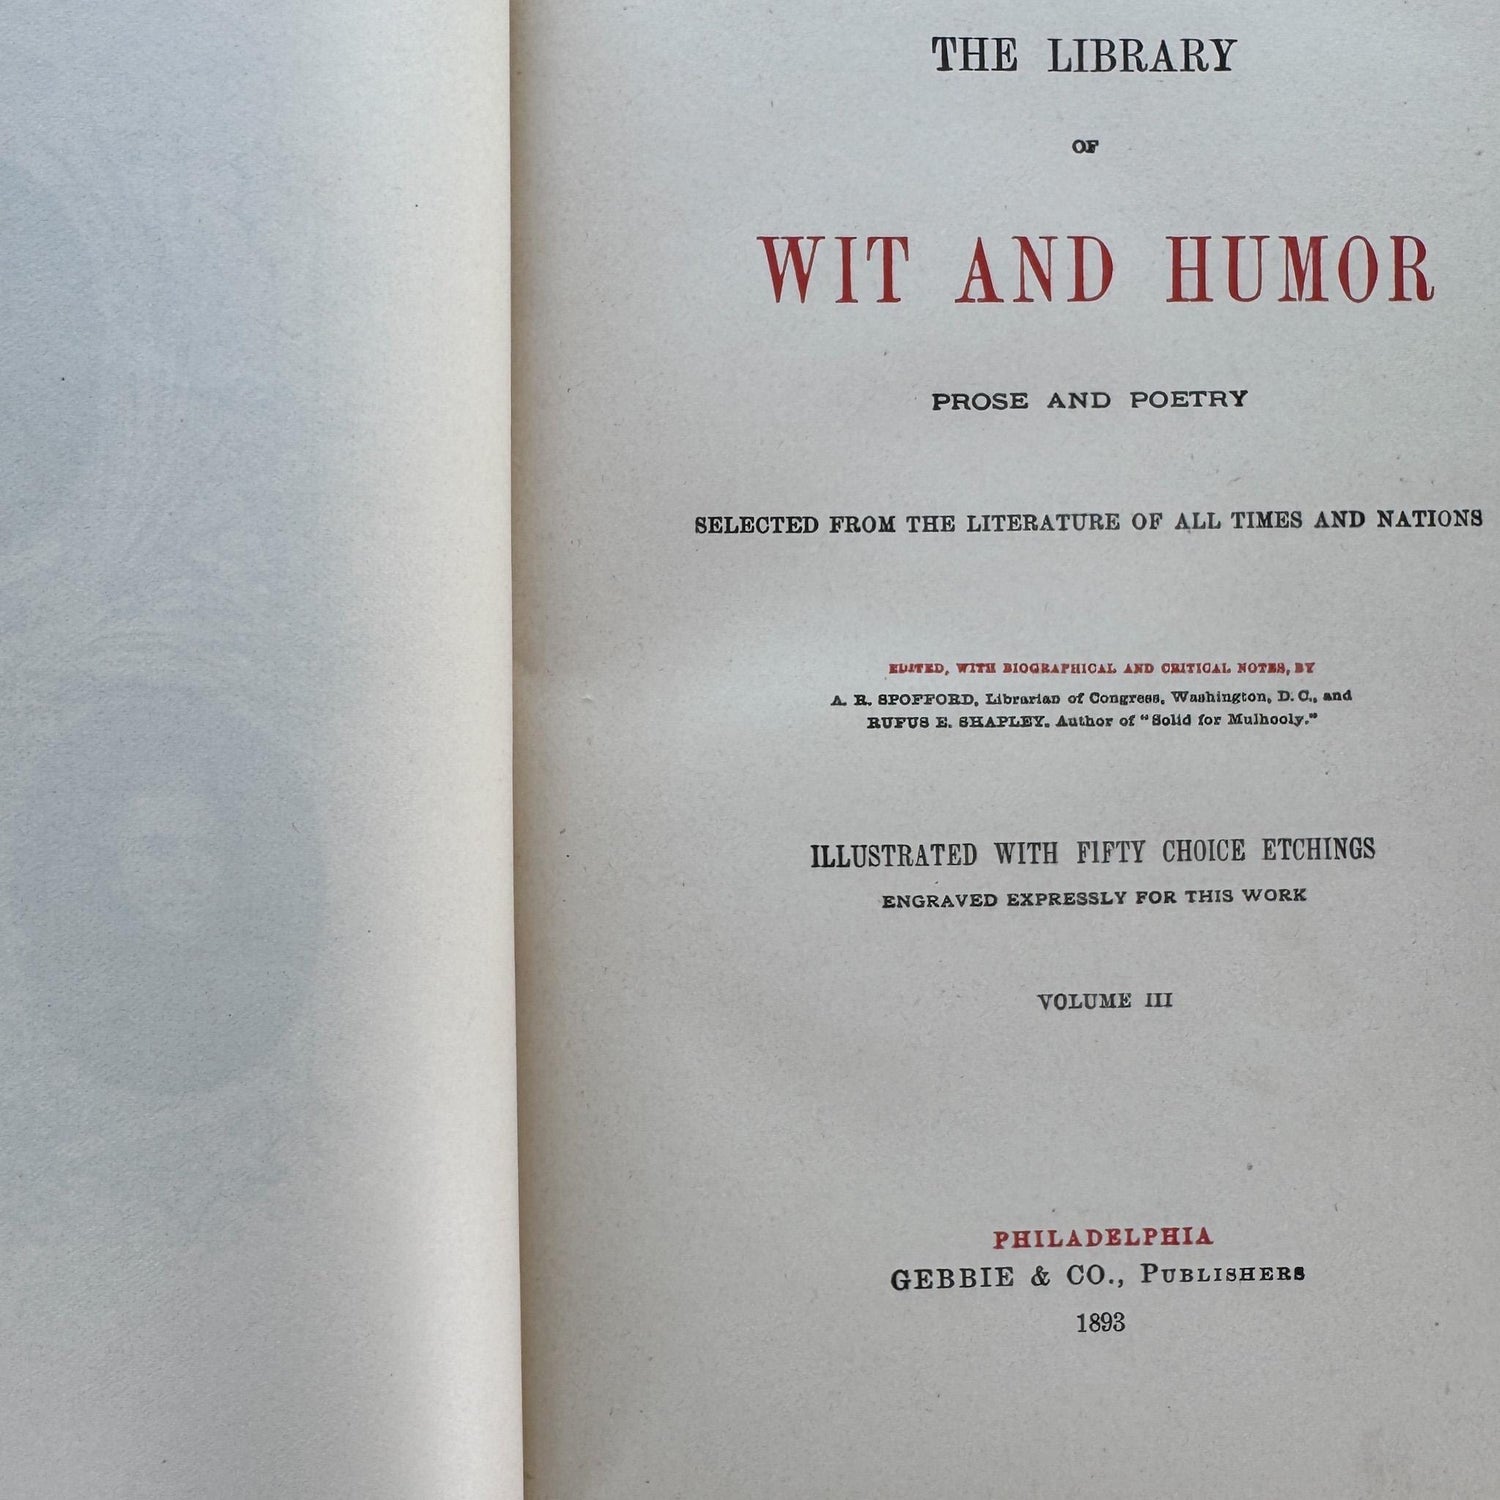 THE LIBRARY
OF
WIT AND HUMOR
PROSE AND POETRY
SELECTED FROM THE LITERATURE OF ALL TIMES AND NATIONS
EDITED, WITH BIOGRAPHICAL AND CRITICAL NOTES, BY
A. R. SPOFFORD, Librarian of Congress, Washington, D. C., and
RUFUS E. SHAPLEY. Author of "Solid for Mulhooly."
ILLUSTRATED WITH FIFTY CHOICE ETCHINGS
ENGRAVED EXPRESSLY FOR THIS WORK
VOLUME III
PHILADELPHIA
GEBBIE & CO., PUBLISHERS
1893